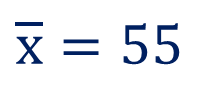 x̅ = 55